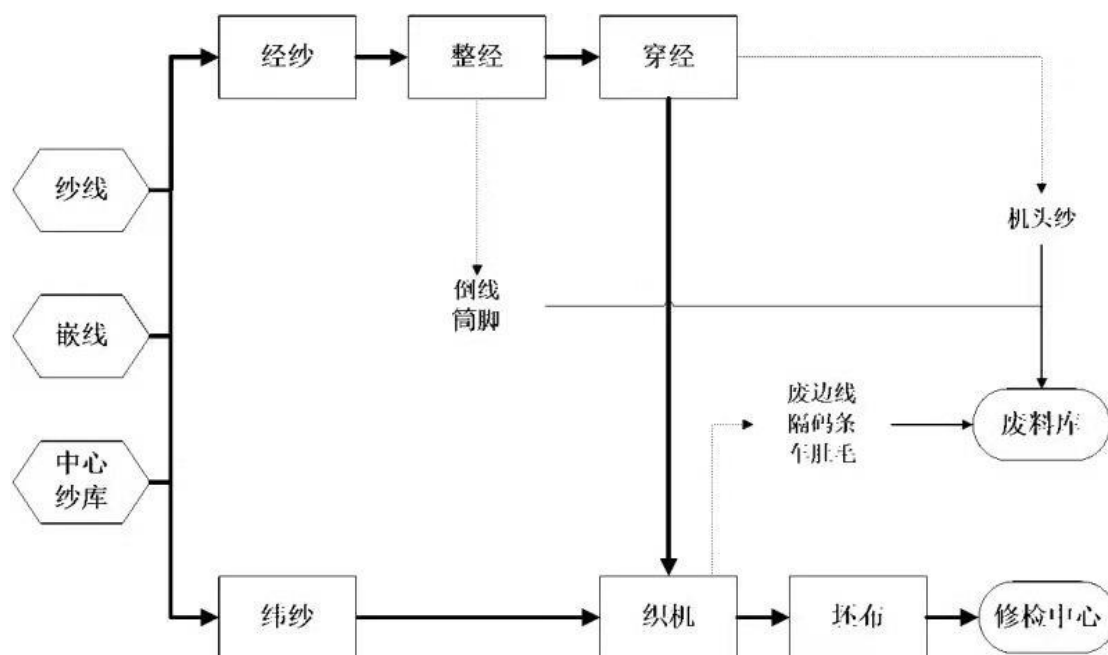 经纱
整经
穿经
纱线
机头纱
倒线
筒脚
嵌线
废边线
隔码条
车肚毛
废料库
中心
纱库
纬纱
织机
坯布
修检中心